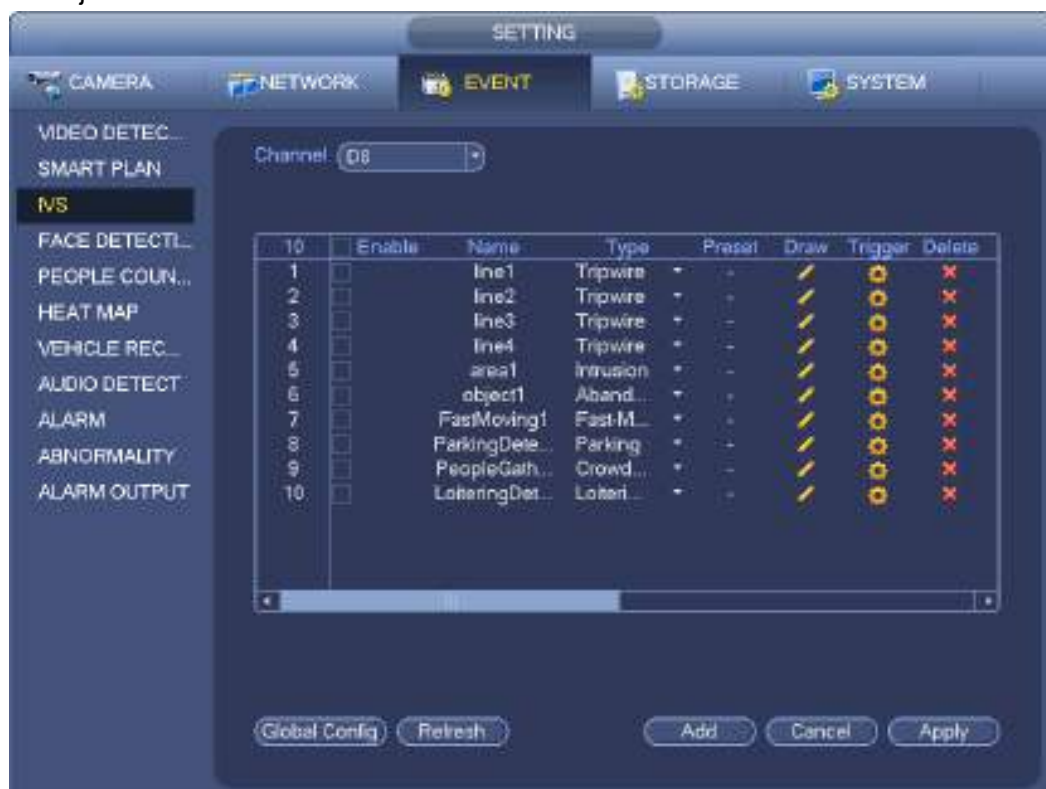 SETTING
CAMERA NETWORK EVENT STORAGE SYSTEM
VIDEO DETEC...
SMART PLAN
IVS
FACE DETECTI...
PEOPLE COUN...
HEAT MAP
VEHICLE REC...
AUDIO DETECT
ALARM
ABNORMALITY
ALARM OUTPUT
Channel D8
10 Enable Name Type Preset Draw Trigger Delete
1 line1 Tripwire -
2 line2 Tripwire -
3 line3 Tripwire -
4 line4 Tripwire -
5 area1 Intrusion -
6 object1 Aband... -
7 FastMoving1 Fast-M... -
8 ParkingDete... Parking -
9 PeopleGath... Crowd... -
10 LoiteringDet... Loiteri... -
Global Config Refresh Add Cancel Apply